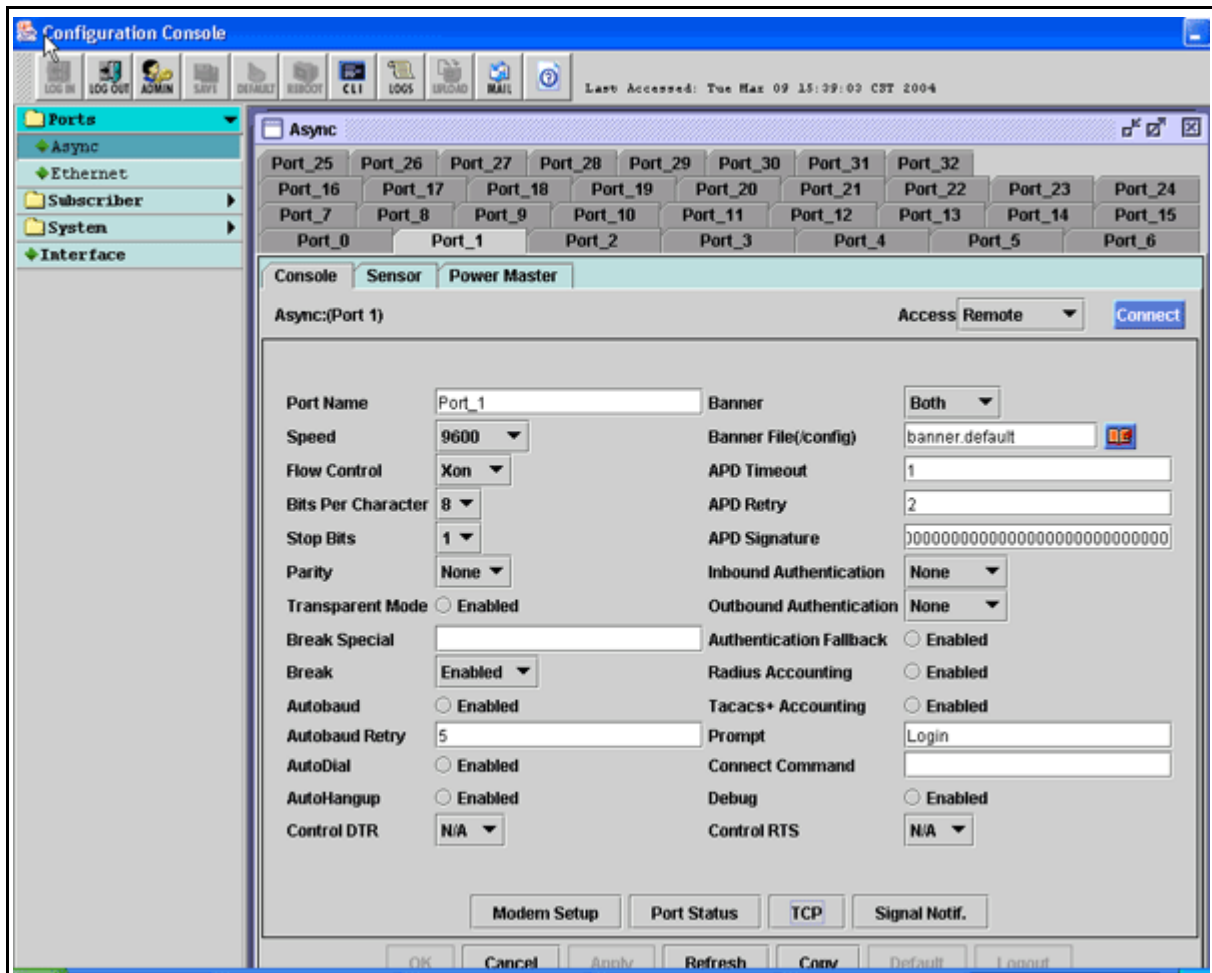 Configuration Console
LOG IN LOG OUT ADMIN SAVE DEFAULT REBOOT CLI LOGS UPLOAD MAIL Last Accessed: Tue Mar 09 15:39:03 CST 2004
Ports
Async
Ethernet
Subscriber
System
Interface
Async
Port_25 Port_26 Port_27 Port_28 Port_29 Port_30 Port_31 Port_32
Port_16 Port_17 Port_18 Port_19 Port_20 Port_21 Port_22 Port_23 Port_24
Port_7 Port_8 Port_9 Port_10 Port_11 Port_12 Port_13 Port_14 Port_15
Port_0 Port_1 Port_2 Port_3 Port_4 Port_5 Port_6
Console Sensor Power Master
Async:(Port 1) Access Remote Connect
Port Name Port_1 Banner Both
Speed 9600 Banner File(/config) banner.default
Flow Control Xon APD Timeout 1
Bits Per Character 8 APD Retry 2
Stop Bits 1 APD Signature
Parity None Inbound Authentication None
Transparent Mode Enabled Outbound Authentication None
Break Special Authentication Fallback Enabled
Break Enabled Radius Accounting Enabled
Autobaud Enabled Tacacs+ Accounting Enabled
Autobaud Retry 5 Prompt Login
AutoDial Enabled Connect Command
AutoHangup Enabled Debug Enabled
Control DTR N/A Control RTS N/A
Modem Setup Port Status TCP Signal Notif.
OK Cancel Apply Refresh Copy Default Logout